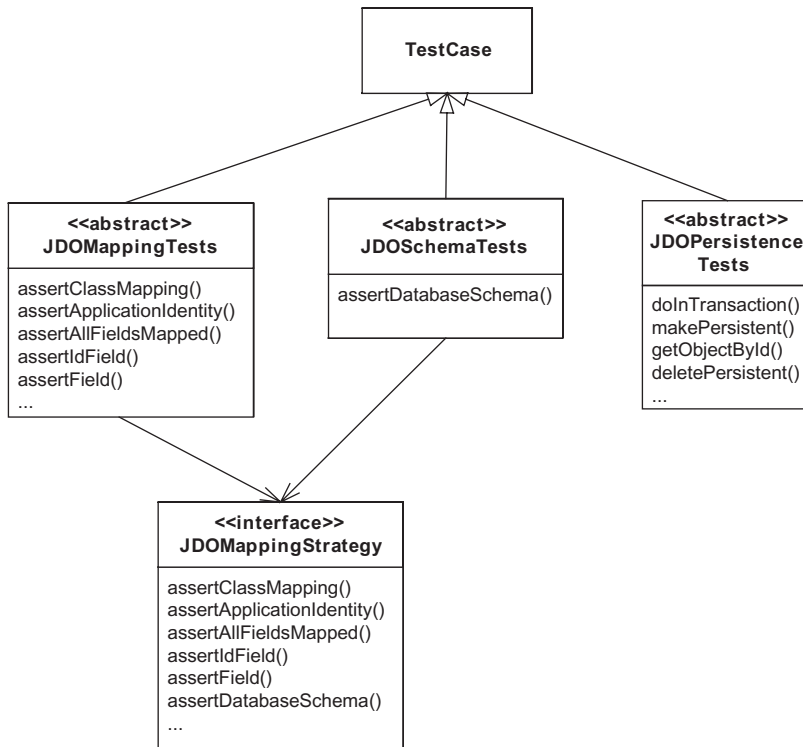 TestCase
<<abstract>>
JDOMappingTests
assertClassMapping()
assertApplicationIdentity()
assertAllFieldsMapped()
assertIdField()
assertField()
...
<<abstract>>
JDOSchemaTests
assertDatabaseSchema()
<<abstract>>
JDOPersistence
Tests
doInTransaction()
makePersistent()
getObjectById()
deletePersistent()
...
<<interface>>
JDOMappingStrategy
assertClassMapping()
assertApplicationIdentity()
assertAllFieldsMapped()
assertIdField()
assertField()
assertDatabaseSchema()
...